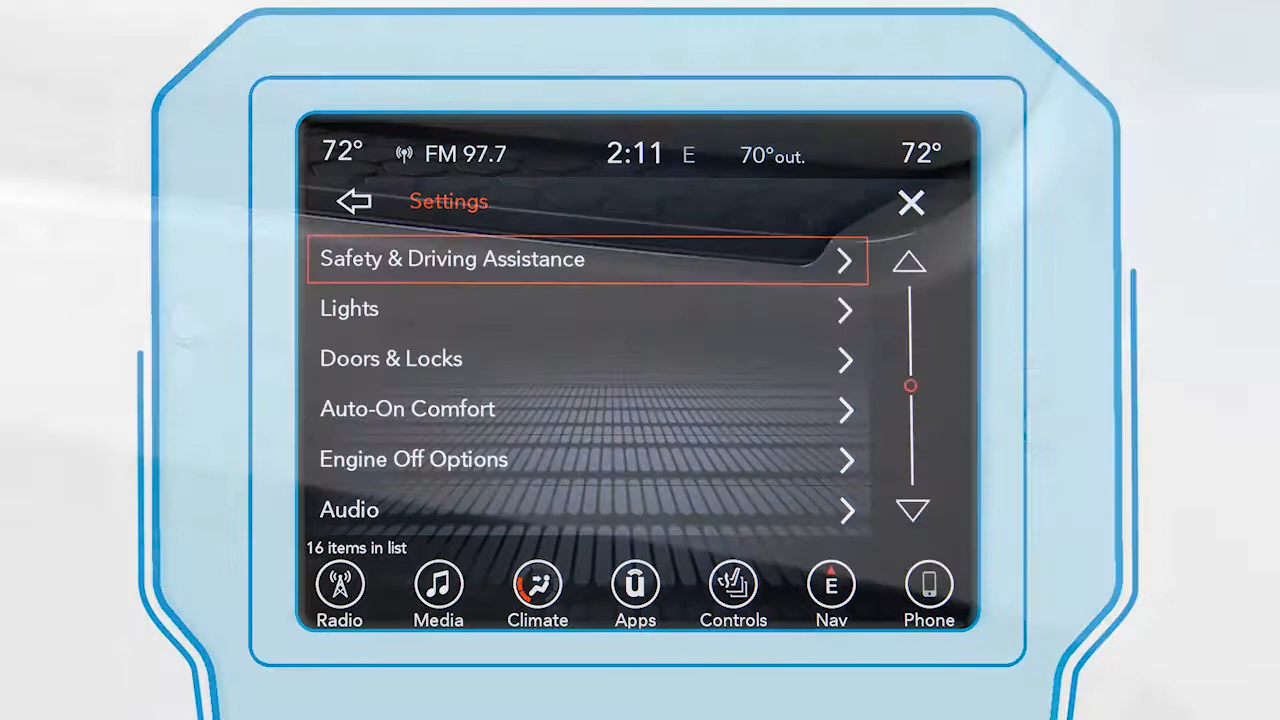 72° FM 97.7 2:11 E 70°out. 72°
Settings
Safety & Driving Assistance
Lights
Doors & Locks
Auto-On Comfort
Engine Off Options
Audio
16 items in list
E
Radio Media Climate Apps Controls Nav Phone